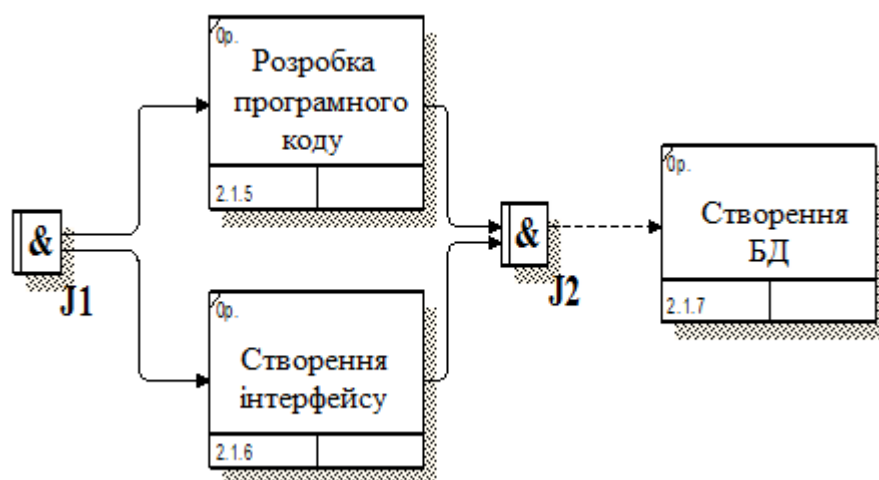 0р.
Розробка
програмного
коду
2.1.5
&
J1
0р.
Створення
інтерфейсу
2.1.6
&
J2
0р.
Створення
БД
2.1.7